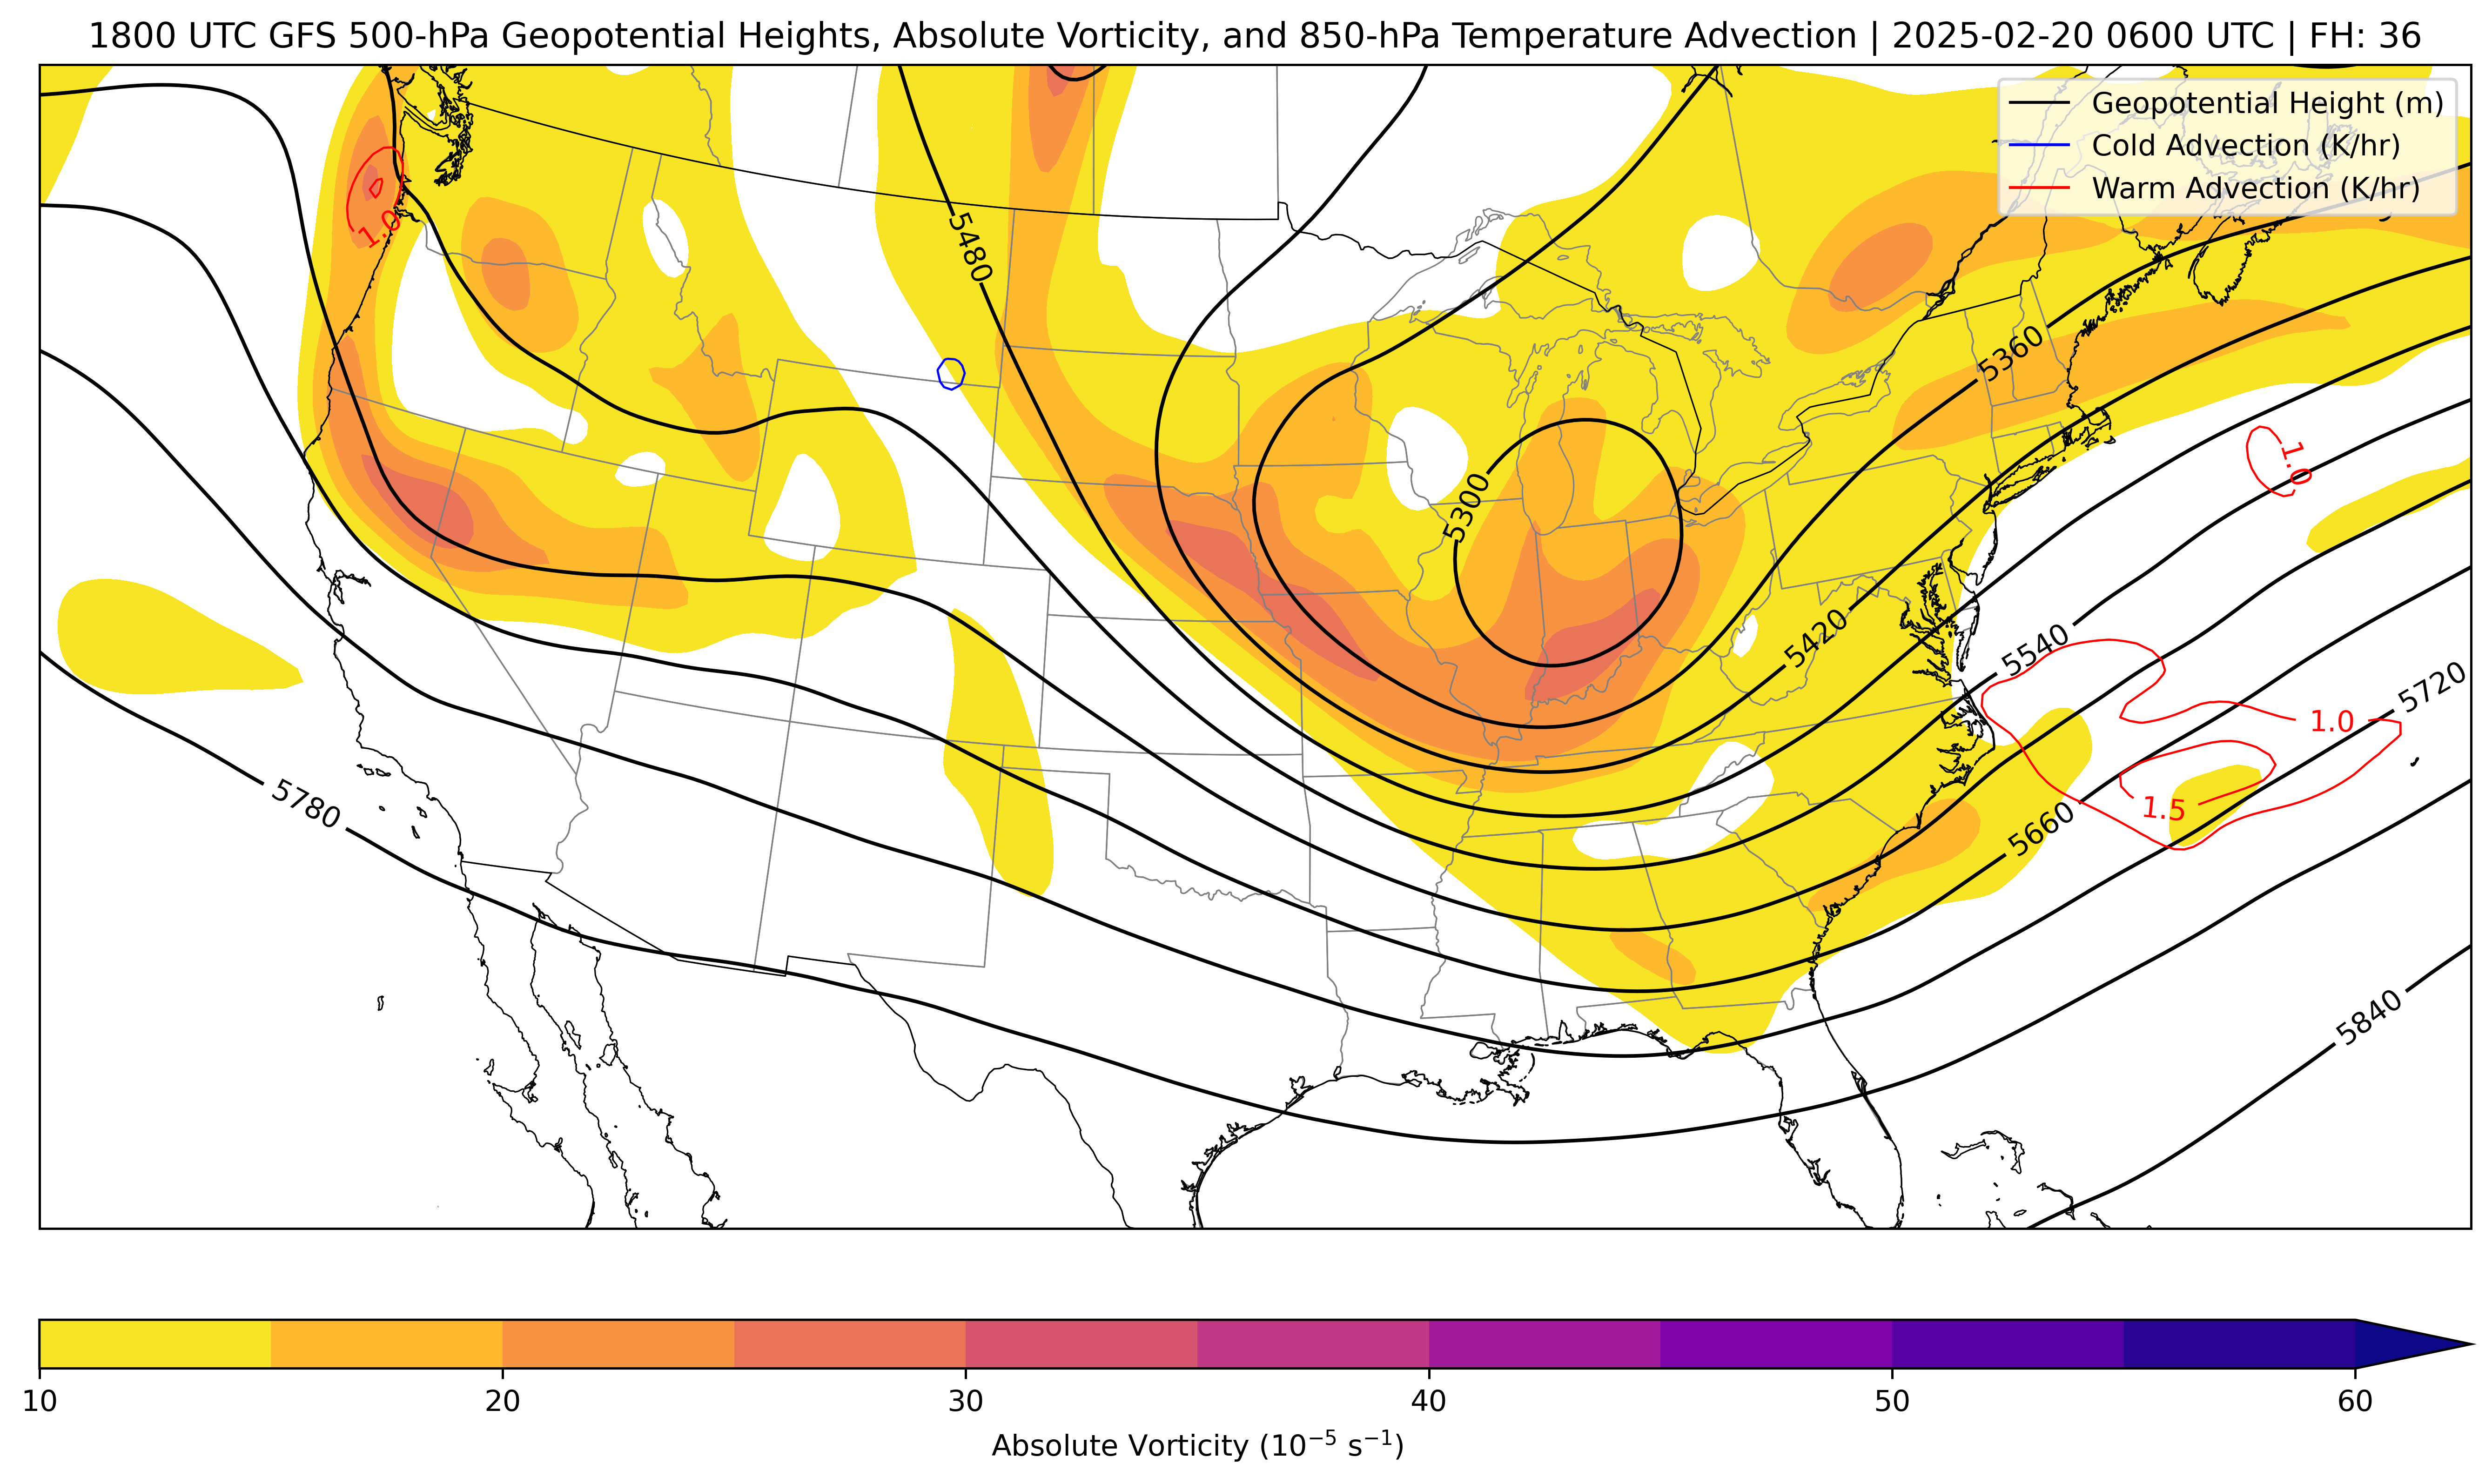 1800 UTC GFS 500-hPa Geopotential Heights, Absolute Vorticity, and 850-hPa Temperature Advection | 2025-02-20 0600 UTC | FH: 36
Geopotential Height (m)
Cold Advection (K/hr)
Warm Advection (K/hr)
1.0
5480
5360
1.0
5300
5420
5540
5720
1.0
5780
1.5
5660
5840
10 20 30 40 50 60
Absolute Vorticity (10⁻⁵ s⁻¹)